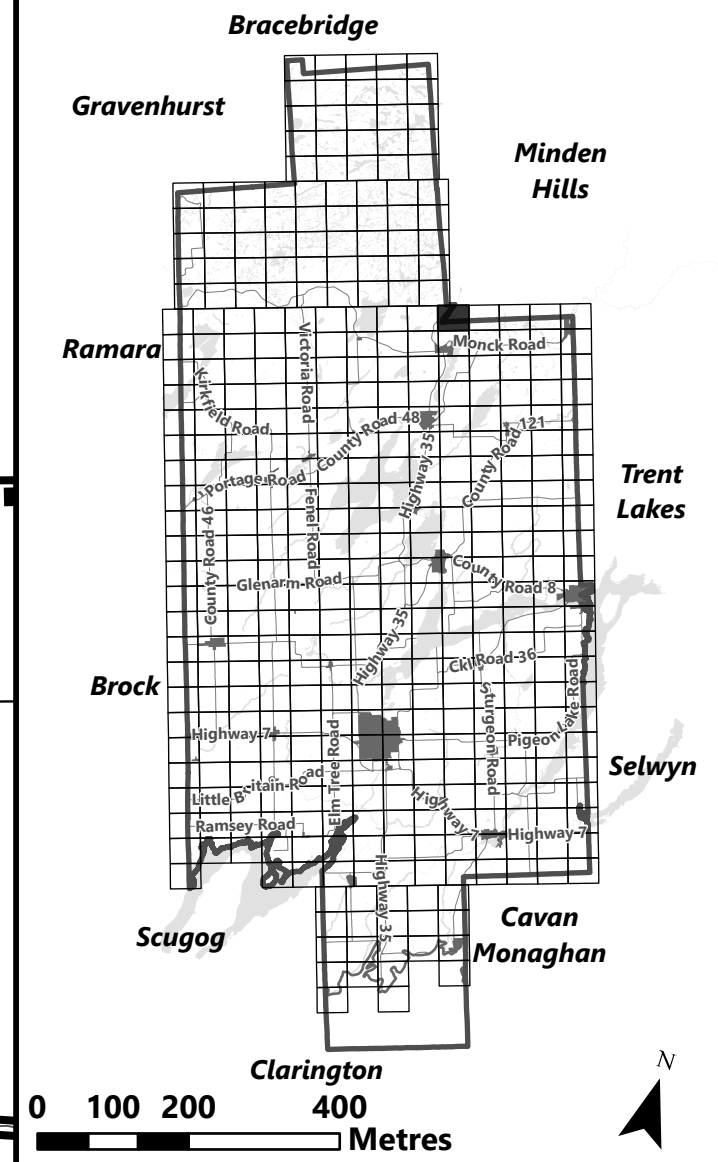 Bracebridge
Gravenhurst
Minden
Hills
Ramara
Monck Road
Victoria Road
Kirkfield Road
County Road 48
121
County Road
Highway 35
Trent
Lakes
Portage Road
Fenel Road
County Road 46
Glenarm Road
County Road 8
Highway 35
Ckl Road 36
Brock
Sturgeon Road
Pigeon Lake Road
Highway 7
Elm Tree Road
Selwyn
Little Britain Road
Ramsey Road
Highway 7
Highway 7
Highway 35
Scugog
Cavan
Monaghan
Clarington
N
0 100 200 400
Metres